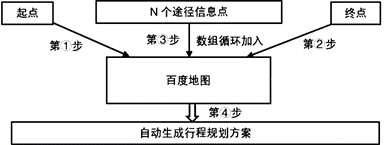 起点
N 个途径信息点
终点
第①步
第③步
数组循环加入
第②步
百度地图
第④步
自动生成行程规划方案